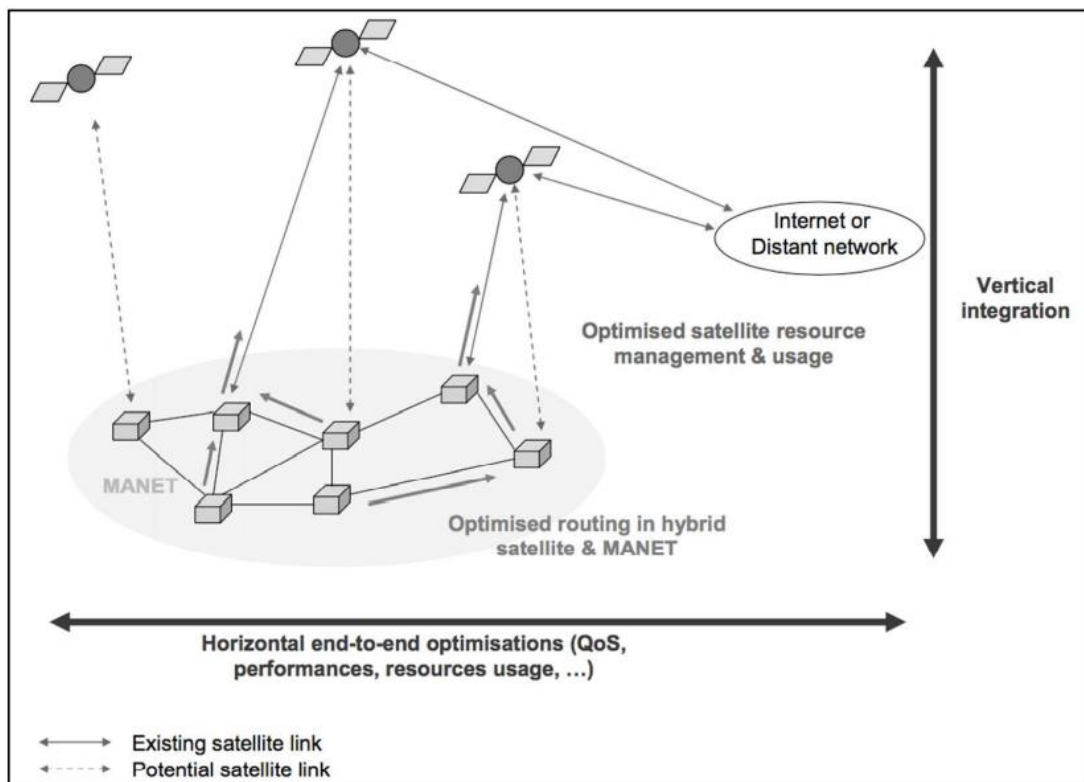 Internet or
Distant network
Vertical
integration
Optimised satellite resource
management & usage
MANET
Optimised routing in hybrid
satellite & MANET
Horizontal end-to-end optimisations (QoS,
performances, resources usage, …)
Existing satellite link
Potential satellite link